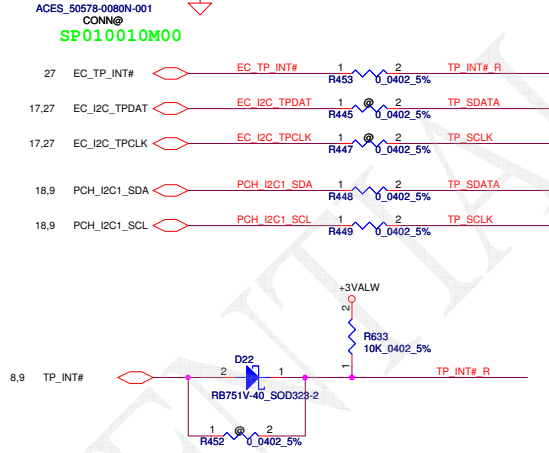 ACES_50578-0080N-001
CONN@
SP010010M00
27 EC_TP_INT# EC_TP_INT# 1 2 TP_INT#_R
R453 0_0402_5%
17,27 EC_I2C_TPDAT EC_I2C_TPDAT 1 @ 2 TP_SDATA
R445 0_0402_5%
17,27 EC_I2C_TPCLK EC_I2C_TPCLK 1 @ 2 TP_SCLK
R447 0_0402_5%
18,9 PCH_I2C1_SDA PCH_I2C1_SDA 1 2 TP_SDATA
R448 0_0402_5%
18,9 PCH_I2C1_SCL PCH_I2C1_SCL 1 2 TP_SCLK
R449 0_0402_5%
+3VALW
2
R633
10K_0402_5%
1
D22
8,9 TP_INT# 2 1 TP_INT#_R
RB751V-40_SOD323-2
1 @ 2
R452 0_0402_5%
ENTIAL